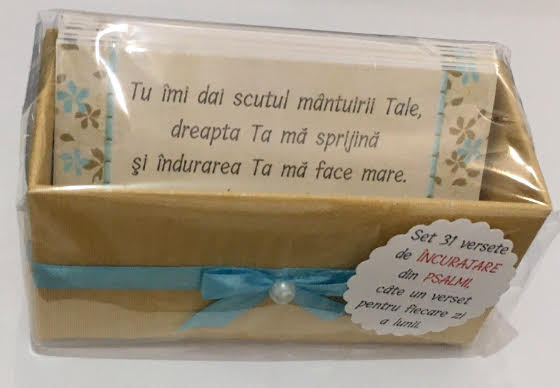 Tu îmi dai scutul mântuirii Tale,
dreapta Ta mă sprijină
şi îndurarea Ta mă face mare.
Set 31 versete
de ÎNCURAJARE
din PSALMI,
câte un verset
pentru fiecare zi
a lunii.